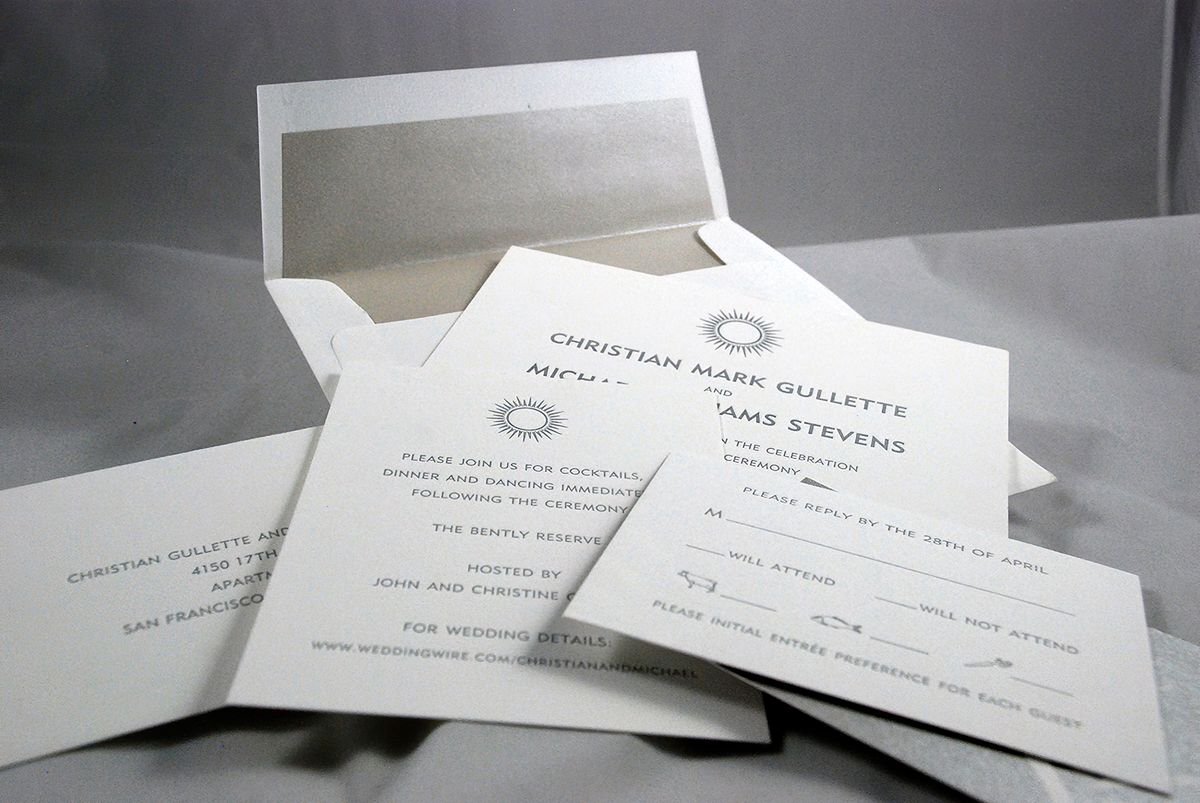 CHRISTIAN MARK GULLETTE
AND
STEVENS
THE CELEBRATION
CEREMONY
PLEASE JOIN US FOR COCKTAILS,
DINNER AND DANCING IMMEDIATE
FOLLOWING THE CEREMONY
THE BENTLY RESERVE
HOSTED BY
JOHN AND CHRISTINE
FOR WEDDING DETAILS:
WWW.WEDDINGWIRE.COM/CHRISTIANANDMICHAEL
CHRISTIAN GULLETTE AND
4150 17TH
APARTM
SAN FRANCISCO
PLEASE REPLY BY THE 28TH OF APRIL
M
WILL ATTEND
WILL NOT ATTEND
PLEASE INITIAL ENTRÉE PREFERENCE FOR EACH GUEST